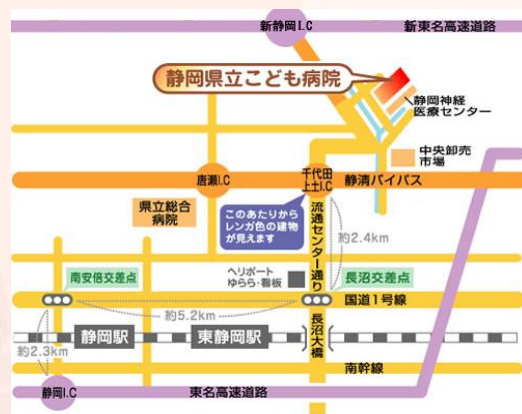 新静岡I.C
新東名高速道路
静岡県立こども病院
静岡神経
医療センター
中央卸売
市場
唐瀬I.C
千代田
上土I.C
静清バイパス
県立総合
病院
このあたりから
レンガ色の建物
が見えます
流通センター通り
約2.4km
南安倍交差点
ヘリポート
ゆらら・看板
長沼交差点
国道1号線
約5.2km
静岡駅
東静岡駅
長沼大橋
約2.3km
南幹線
静岡I.C
東名高速道路